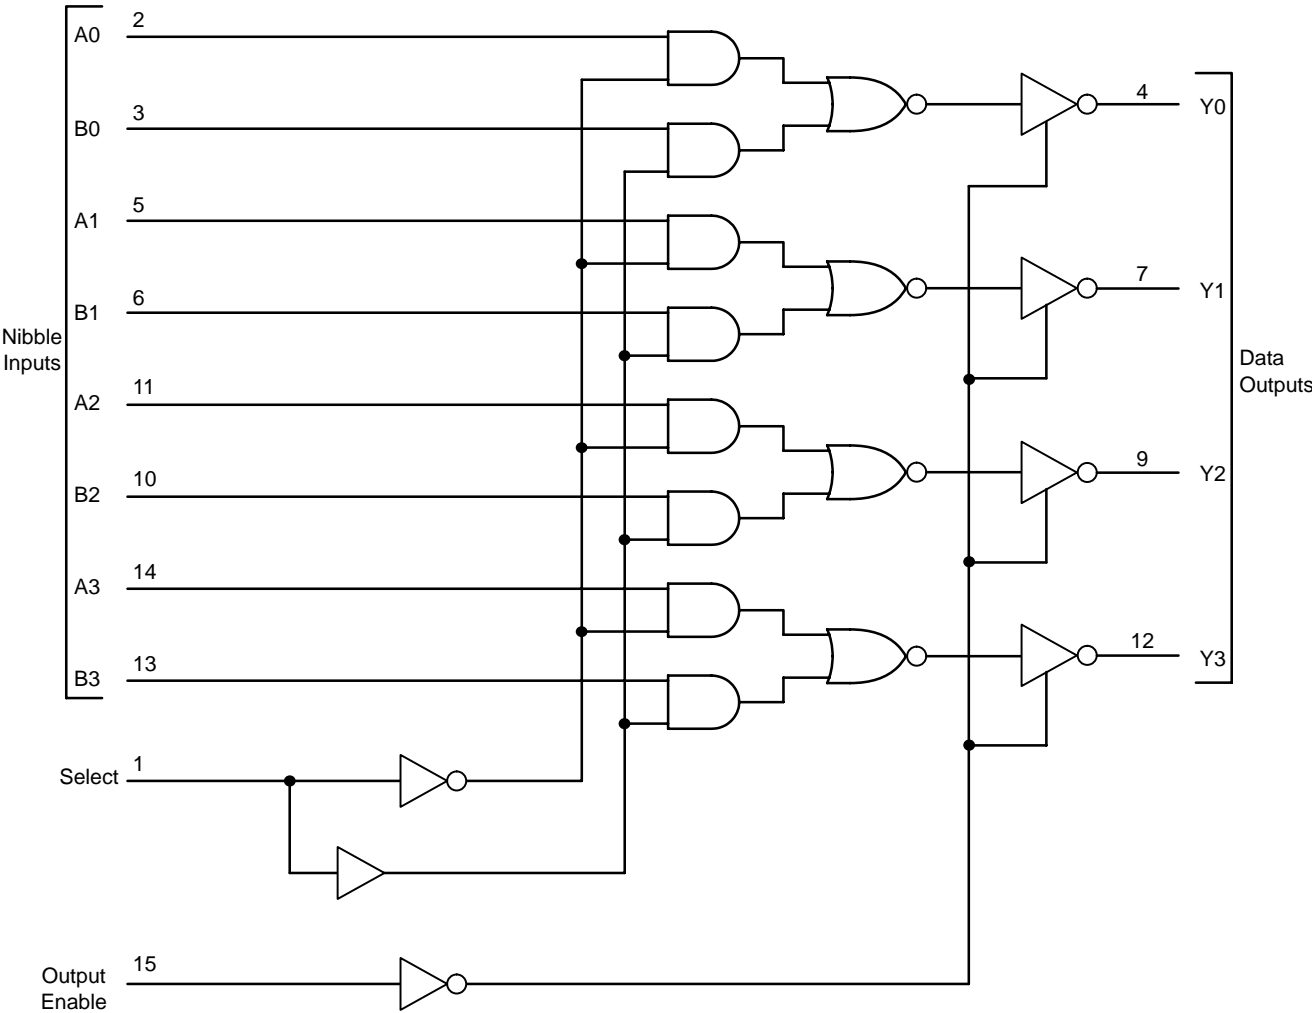 A0 2
B0 3
A1 5
B1 6
A2 11
B2 10
A3 14
B3 13
Nibble
Inputs
Select 1
Output
Enable
15
4 Y0
7 Y1
9 Y2
12 Y3
Data
Outputs